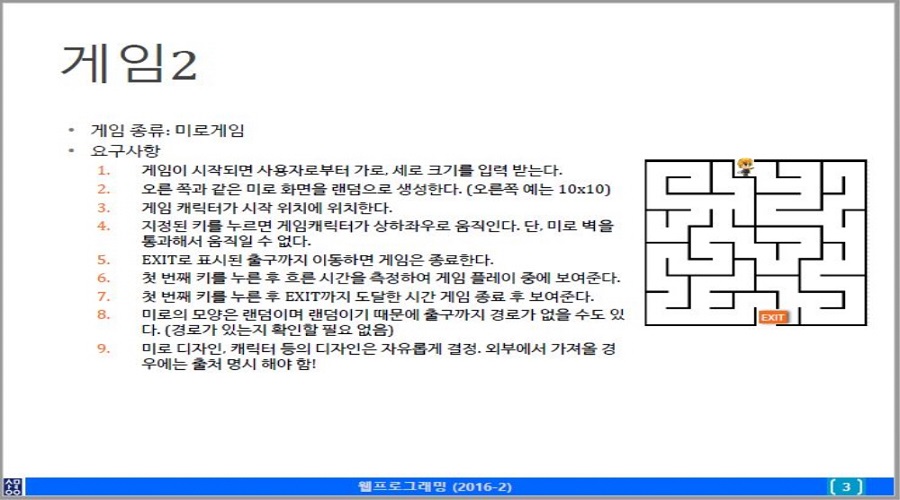 게임2
• 게임 종류: 미로게임
• 요구사항
1. 게임이 시작되면 사용자로부터 가로, 세로 크기를 입력 받는다.
2. 오른 쪽과 같은 미로 화면을 랜덤으로 생성한다. (오른쪽 예는 10x10)
3. 게임 캐릭터가 시작 위치에 위치한다.
4. 지정된 키를 누르면 게임캐릭터가 상하좌우로 움직인다. 단, 미로 벽을
통과해서 움직일 수 없다.
5. EXIT로 표시된 출구까지 이동하면 게임은 종료한다.
6. 첫 번째 키를 누른 후 흐른 시간을 측정하여 게임 플레이 중에 보여준다.
7. 첫 번째 키를 누른 후 EXIT까지 도달한 시간 게임 종료 후 보여준다.
8. 미로의 모양은 랜덤이며 랜덤이기 때문에 출구까지 경로가 없을 수도 있
다. (경로가 있는지 확인할 필요 없음)
9. 미로 디자인, 캐릭터 등의 디자인은 자유롭게 결정. 외부에서 가져올 경
우에는 출처 명시 해야 함!
EXIT
웹프로그래밍 (2016-2)
( 3 )